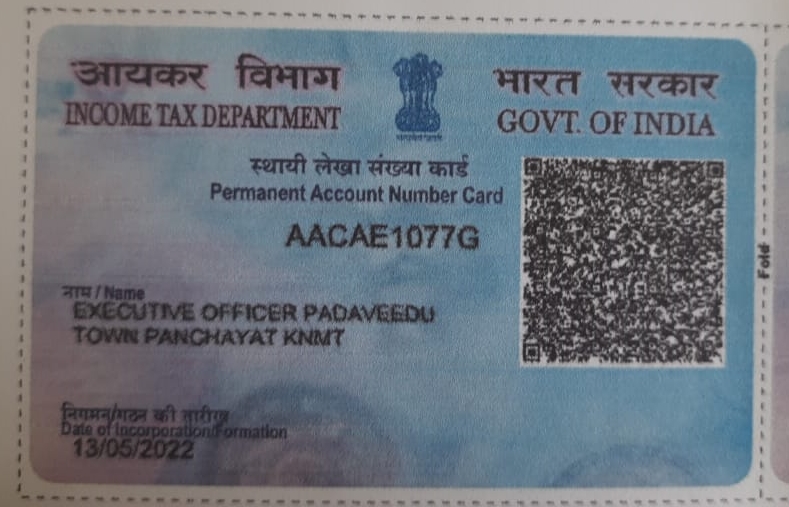 आयकर विभाग
भारत सरकार
INCOME TAX DEPARTMENT
GOVT. OF INDIA
स्थायी लेखा संख्या कार्ड
Permanent Account Number Card
AACAE1077G
नाम / Name
EXECUTIVE OFFICER PADAVEEDU
TOWN PANCHAYAT KNMT
निगमन/गठन की तारीख
Date of Incorporation/Formation
13/05/2022
Fold